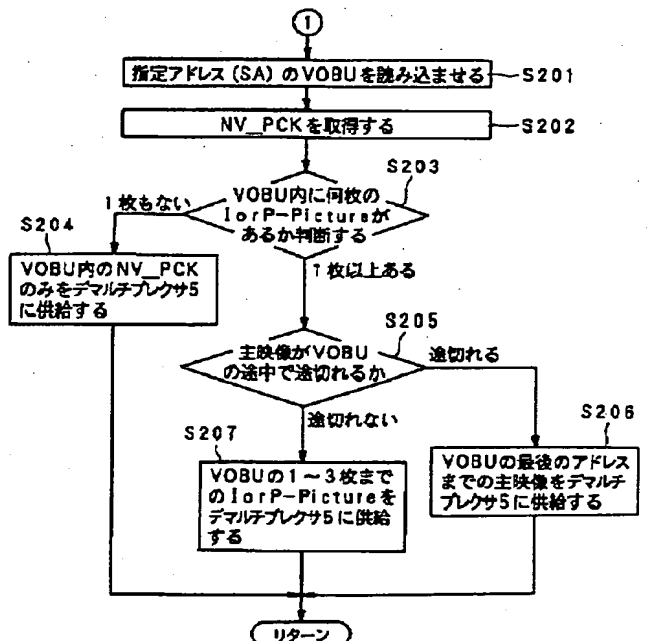 1
指定アドレス(SA)のVOBUを読み込ませる
S201
NV_PCKを取得する
S202
S203
VOBU内に何枚の
IorP-Pictureが
あるか判断する
1枚もない
S204
VOBU内のNV_PCK
のみをデマルチプレクサ5
に供給する
1枚以上ある
S205
主映像がVOBU
の途中で途切れるか
途切れる
途切れない
S206
VOBUの最後のアドレス
までの主映像をデマルチ
プレクサ5に供給する
S207
VOBUの1〜3枚まで
のIorP-Pictureを
デマルチプレクサ5に供給
する
リターン